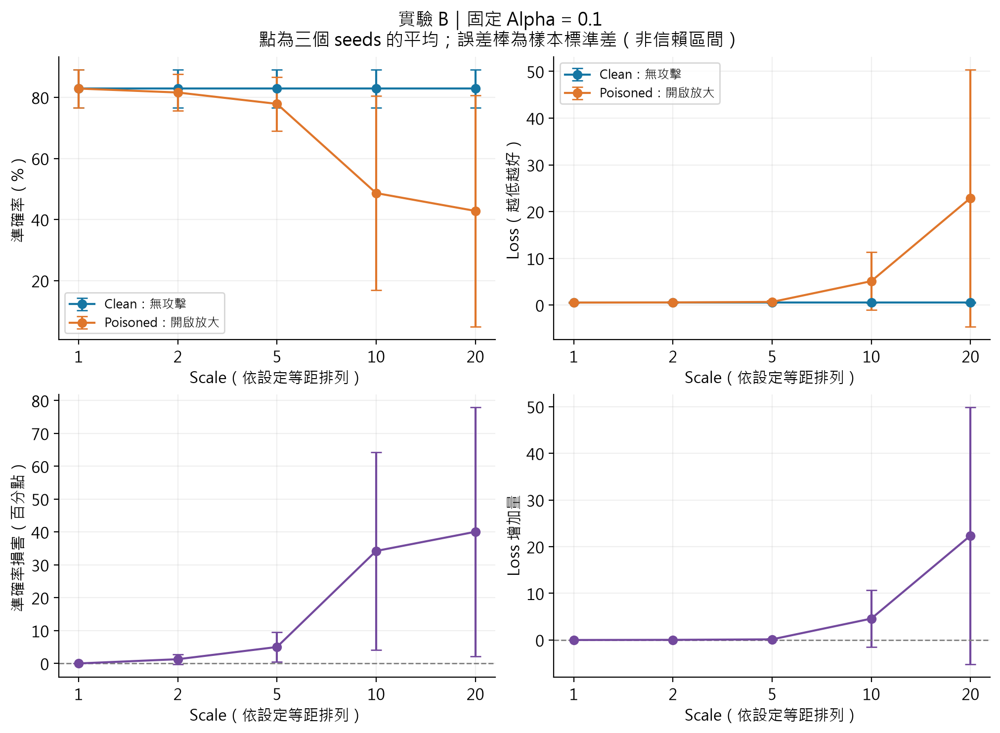 實驗 B | 固定 Alpha = 0.1
點為三個 seeds 的平均；誤差棒為樣本標準差（非信賴區間）
準確率（%）
80
60
40
20
Clean：無攻擊
Poisoned：開啟放大
1 2 5 10 20
Scale（依設定等距排列）
Loss（越低越好）
50
40
30
20
10
0
Clean：無攻擊
Poisoned：開啟放大
1 2 5 10 20
Scale（依設定等距排列）
準確率損害（百分點）
80
70
60
50
40
30
20
10
0
1 2 5 10 20
Scale（依設定等距排列）
Loss 增加量
50
40
30
20
10
0
1 2 5 10 20
Scale（依設定等距排列）